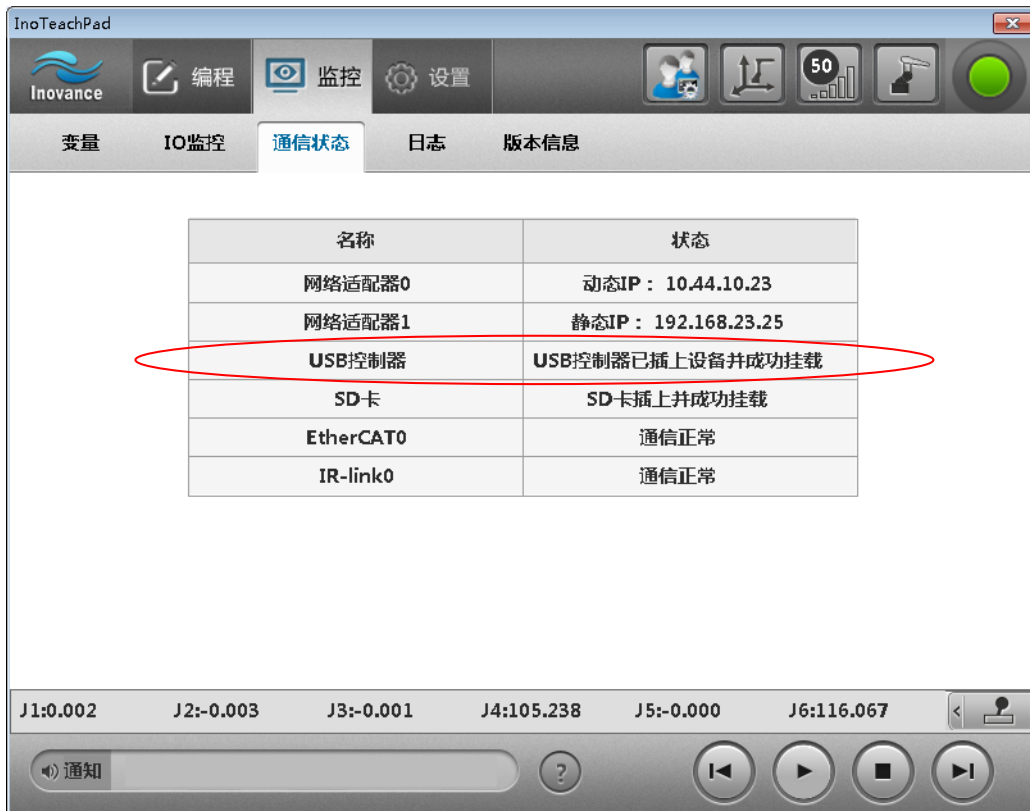 InoTeachPad
Inovance 编程 监控 设置 50
变量 IO监控 通信状态 日志 版本信息
名称 状态
网络适配器0 动态IP： 10.44.10.23
网络适配器1 静态IP： 192.168.23.25
USB控制器 USB控制器已插上设备并成功挂载
SD卡 SD卡插上并成功挂载
EtherCAT0 通信正常
IR-link0 通信正常
J1:0.002 J2:-0.003 J3:-0.001 J4:105.238 J5:-0.000 J6:116.067 <
通知 ?